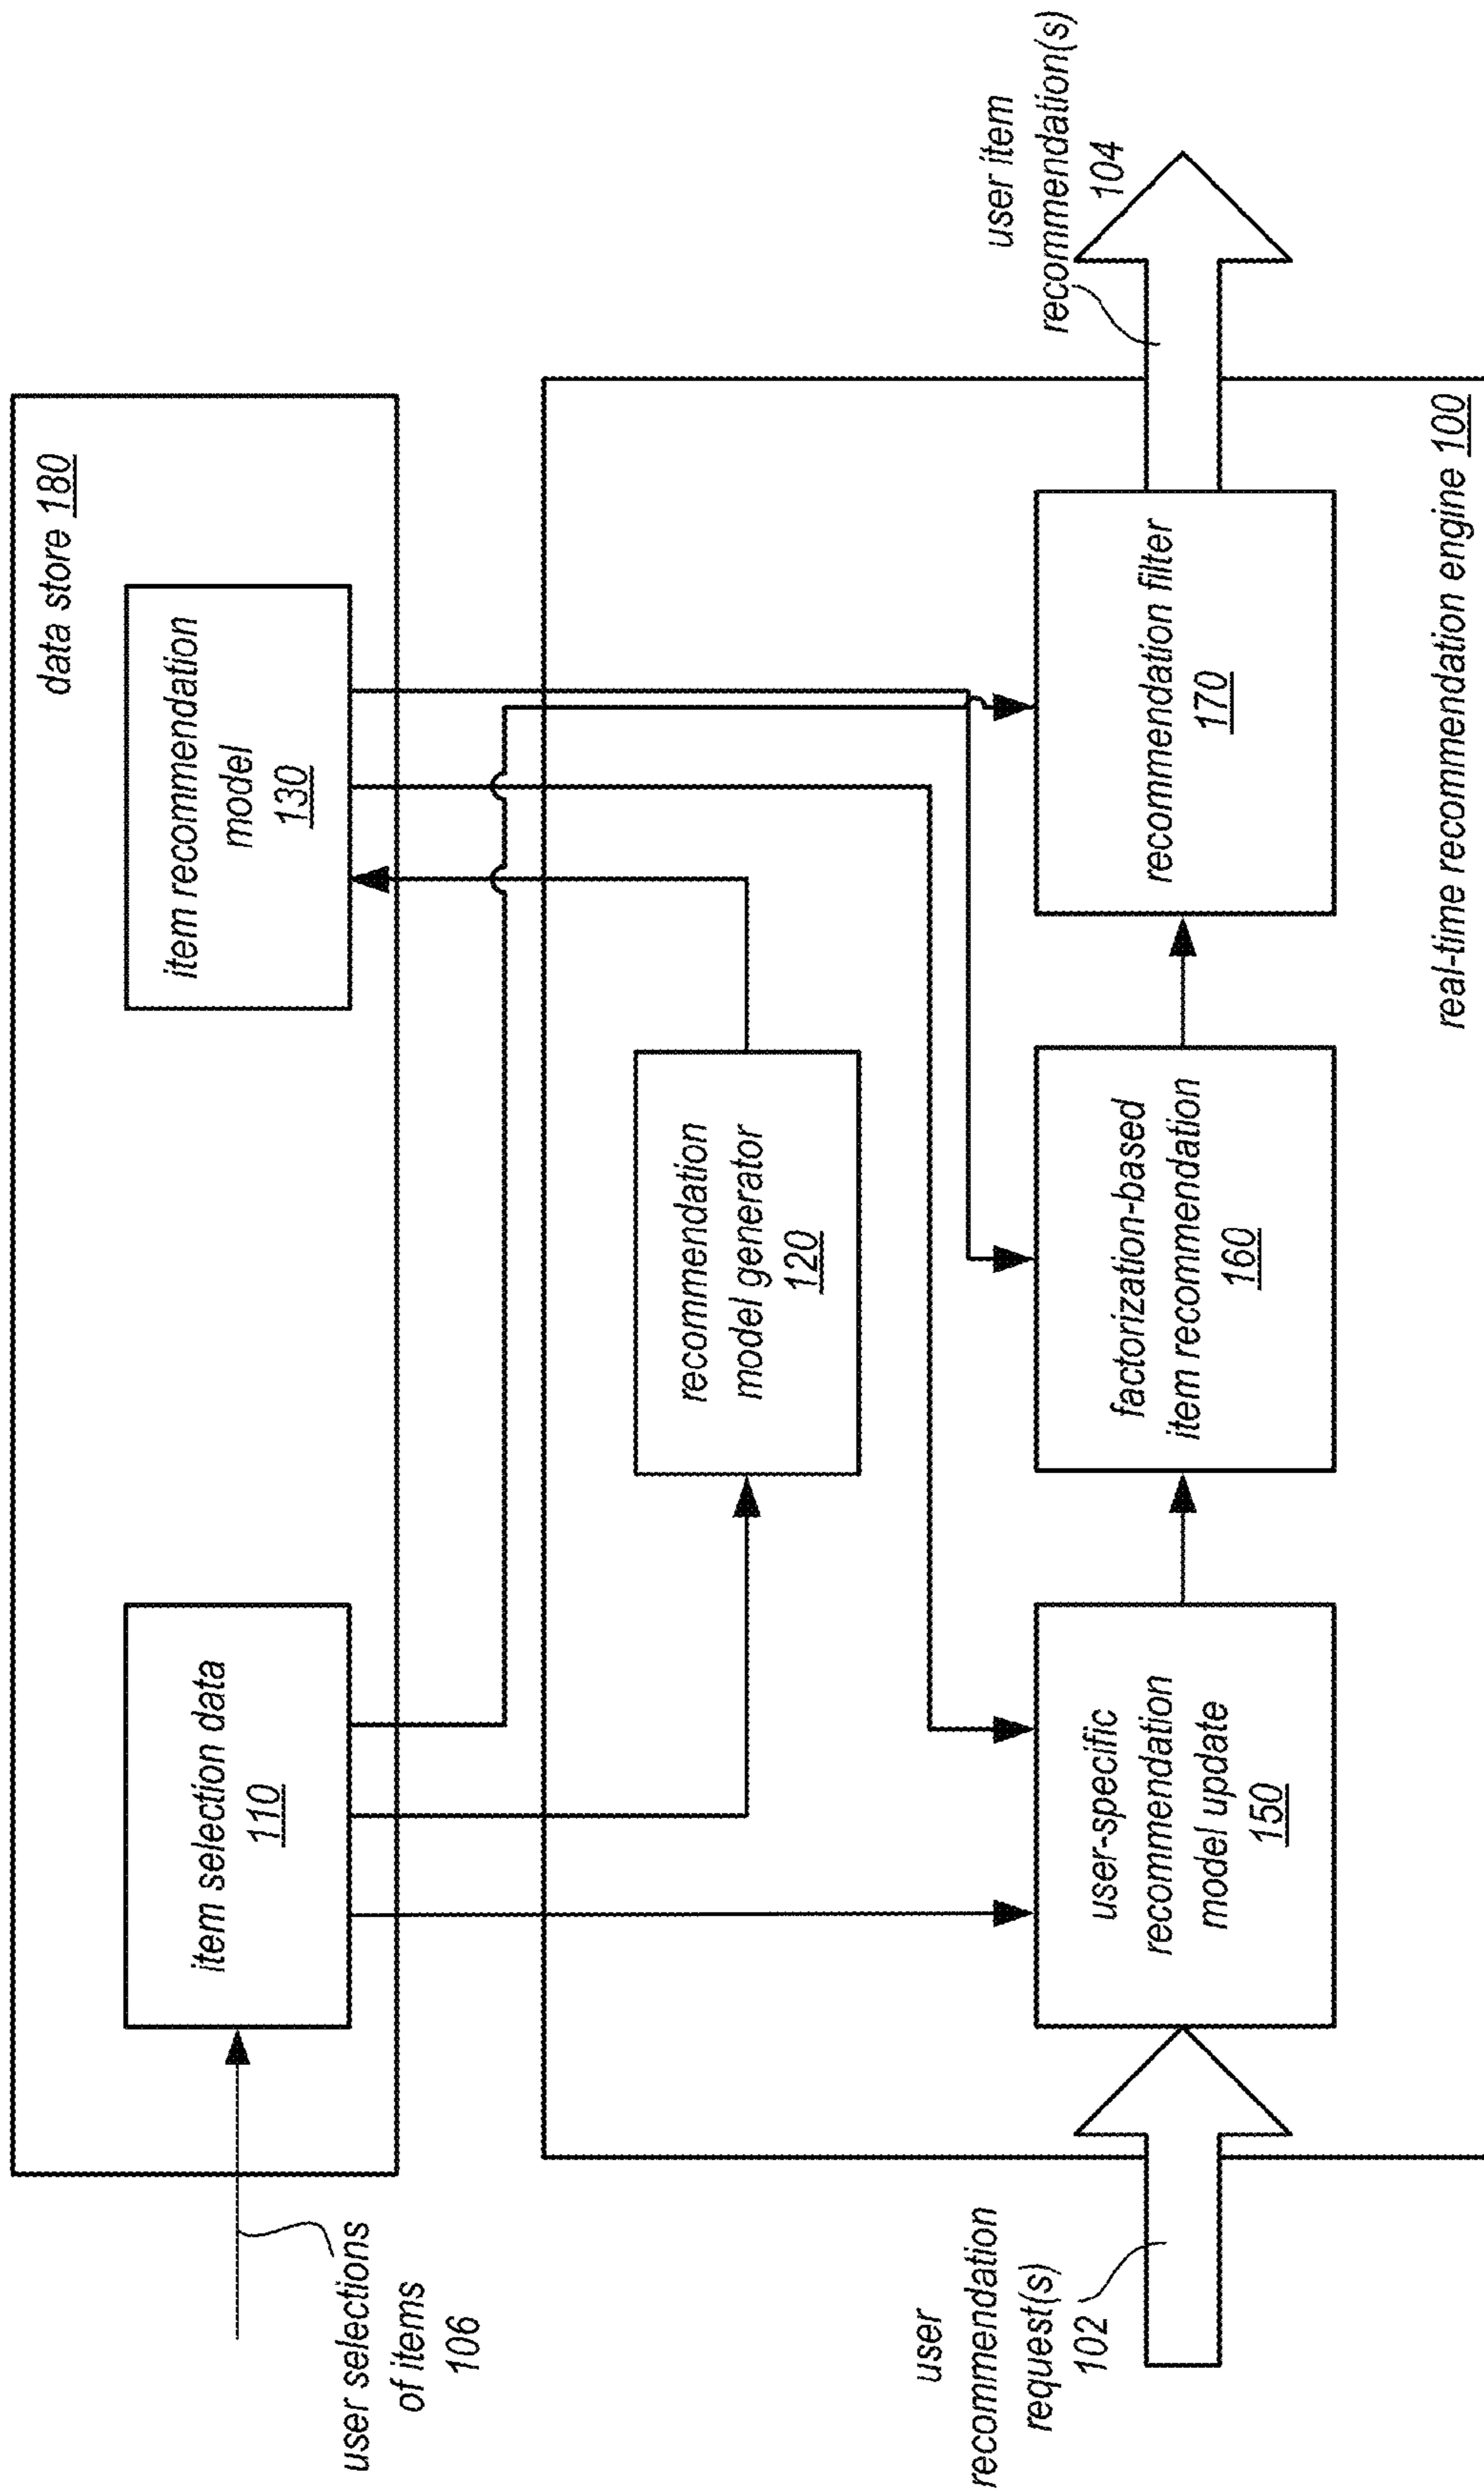 data store 180
item selection data
110
item recommendation
model
130
user selections
of items
106
recommendation
model generator
120
user
recommendation
request(s)
102
user-specific
recommendation
model update
150
factorization-based
item recommendation
160
recommendation filter
170
user item
recommendation(s)
104
real-time recommendation engine 100